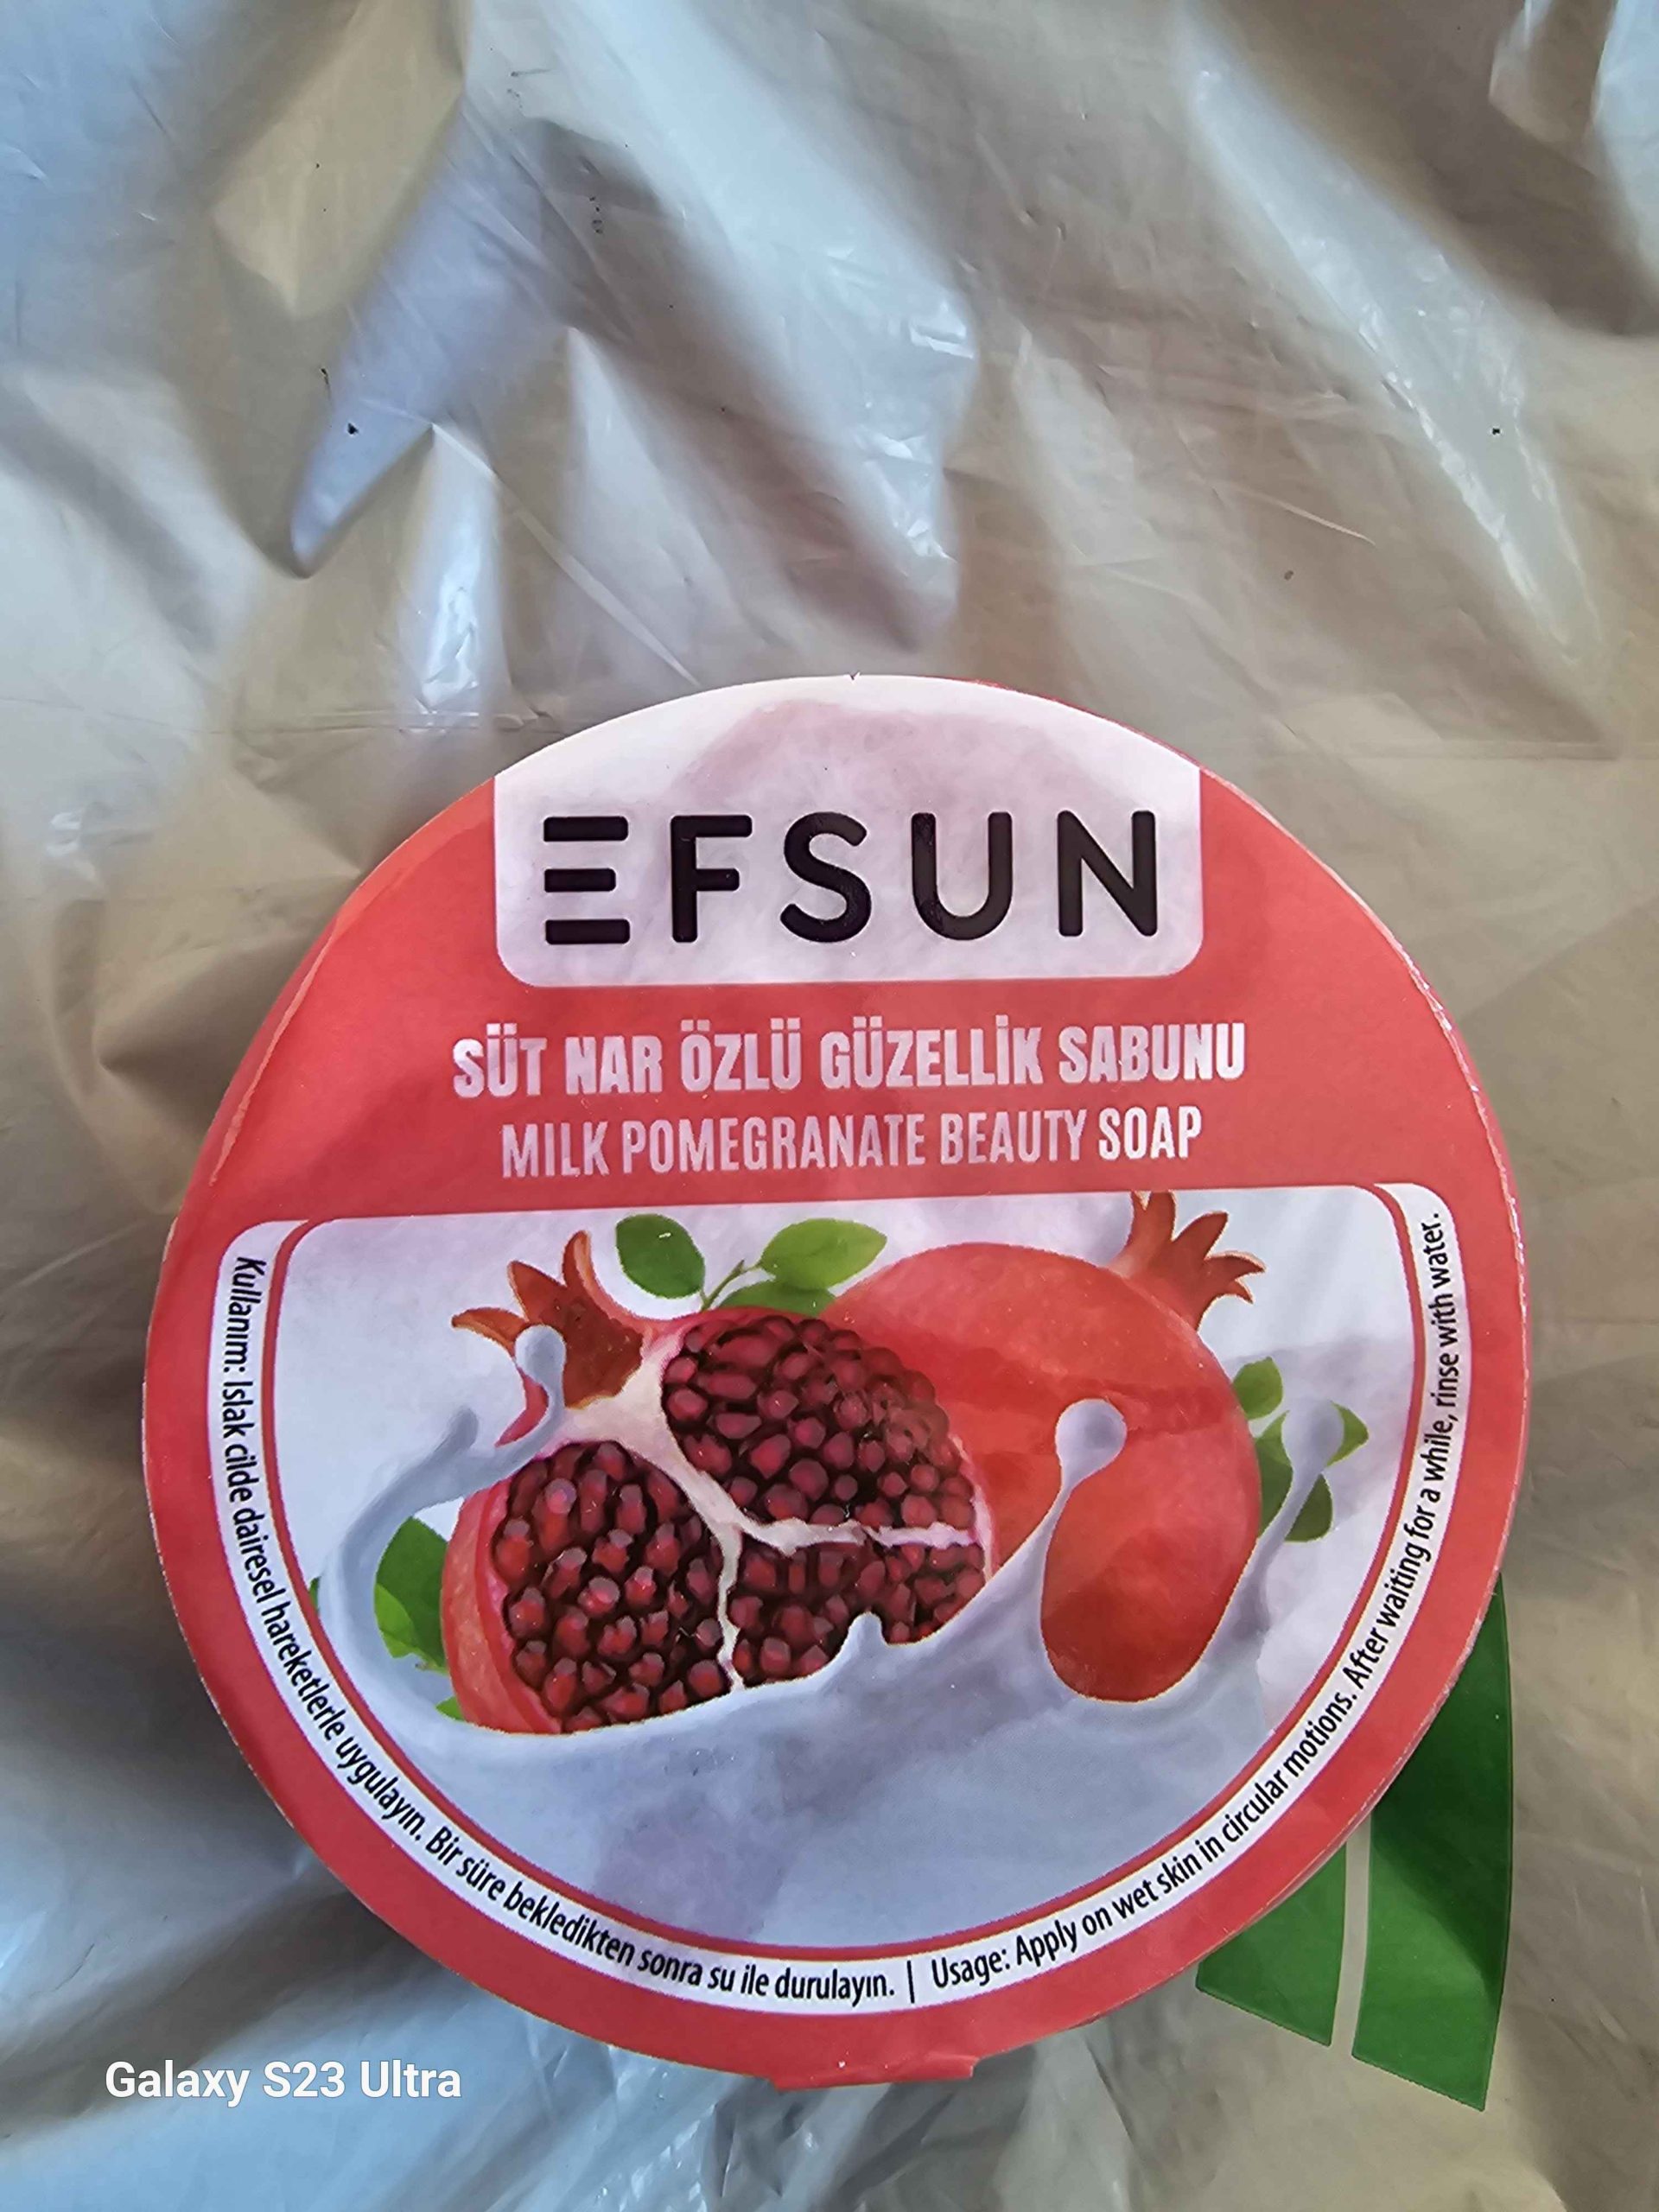 EFSUN
SÜT NAR ÖZLÜ GÜZELLİK SABUNU
MILK POMEGRANATE BEAUTY SOAP
Kullanım: Islak cilde dairesel hareketlerle uygulayın. Bir süre bekledikten sonra su ile durulayın. | Usage: Apply on wet skin in circular motions. After waiting for a while, rinse with water.
Galaxy S23 Ultra